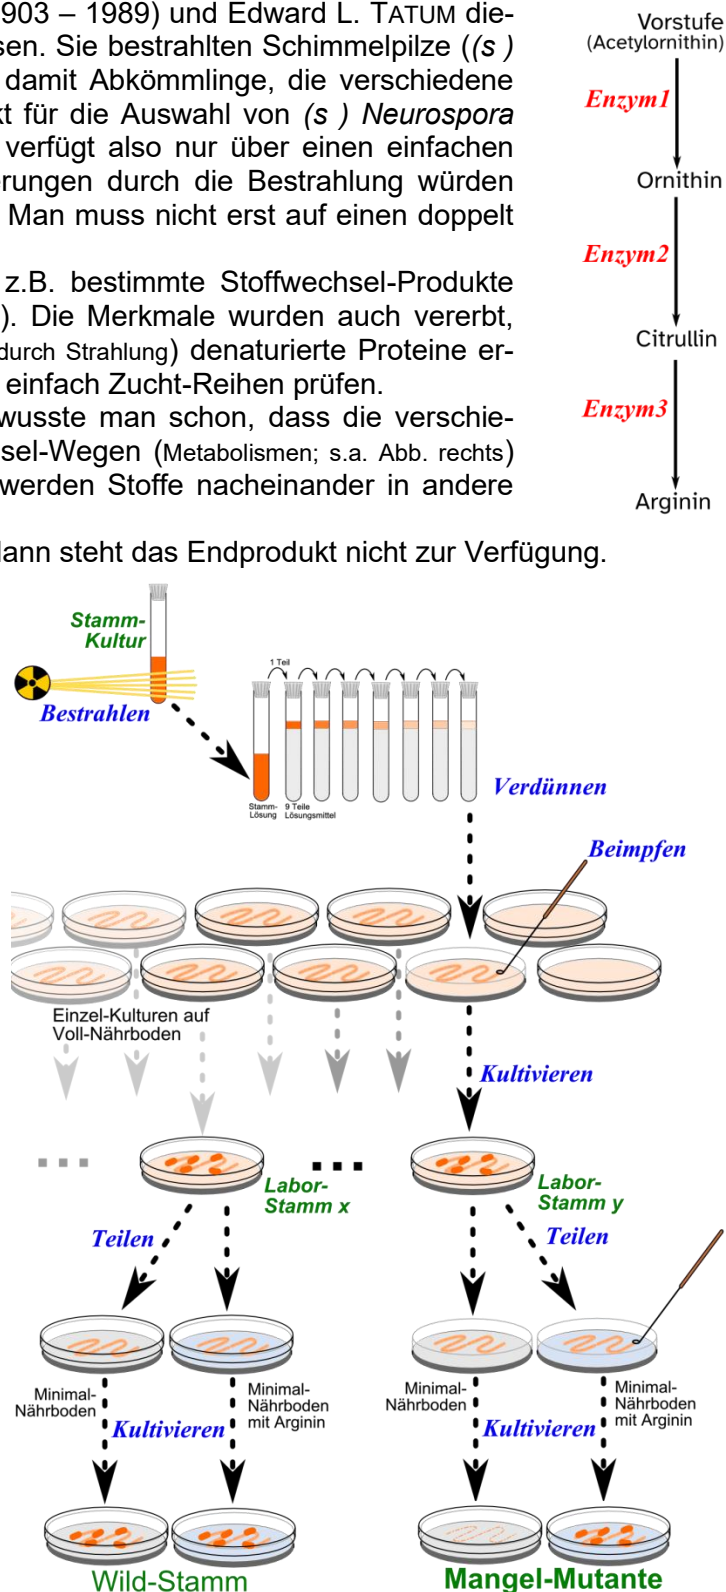 903 – 1989) und Edward L. TATUM die-
sen. Sie bestrahlten Schimmelpilze ((s )
damit Abkömmlinge, die verschiedene
kt für die Auswahl von (s ) Neurospora
verfügt also nur über einen einfachen
erungen durch die Bestrahlung würden
Man muss nicht erst auf einen doppelt
z.B. bestimmte Stoffwechsel-Produkte
). Die Merkmale wurden auch vererbt,
durch Strahlung) denaturierte Proteine er-
einfach Zucht-Reihen prüfen.
wusste man schon, dass die verschie-
sel-Wegen (Metabolismen; s.a. Abb. rechts)
werden Stoffe nacheinander in andere
dann steht das Endprodukt nicht zur Verfügung.
Vorstufe
(Acetylornithin)
Enzym1
Ornithin
Enzym2
Citrullin
Enzym3
Arginin
Stamm-
Kultur
Bestrahlen
1 Teil
Stamm-
Lösung
9 Teile
Lösungsmittel
Verdünnen
Beimpfen
Einzel-Kulturen auf
Voll-Nährboden
Kultivieren
Labor-
Stamm x
Labor-
Stamm y
Teilen
Teilen
Minimal-
Nährboden
Minimal-
Nährboden
mit Arginin
Minimal-
Nährboden
Minimal-
Nährboden
mit Arginin
Kultivieren
Kultivieren
Wild-Stamm
Mangel-Mutante